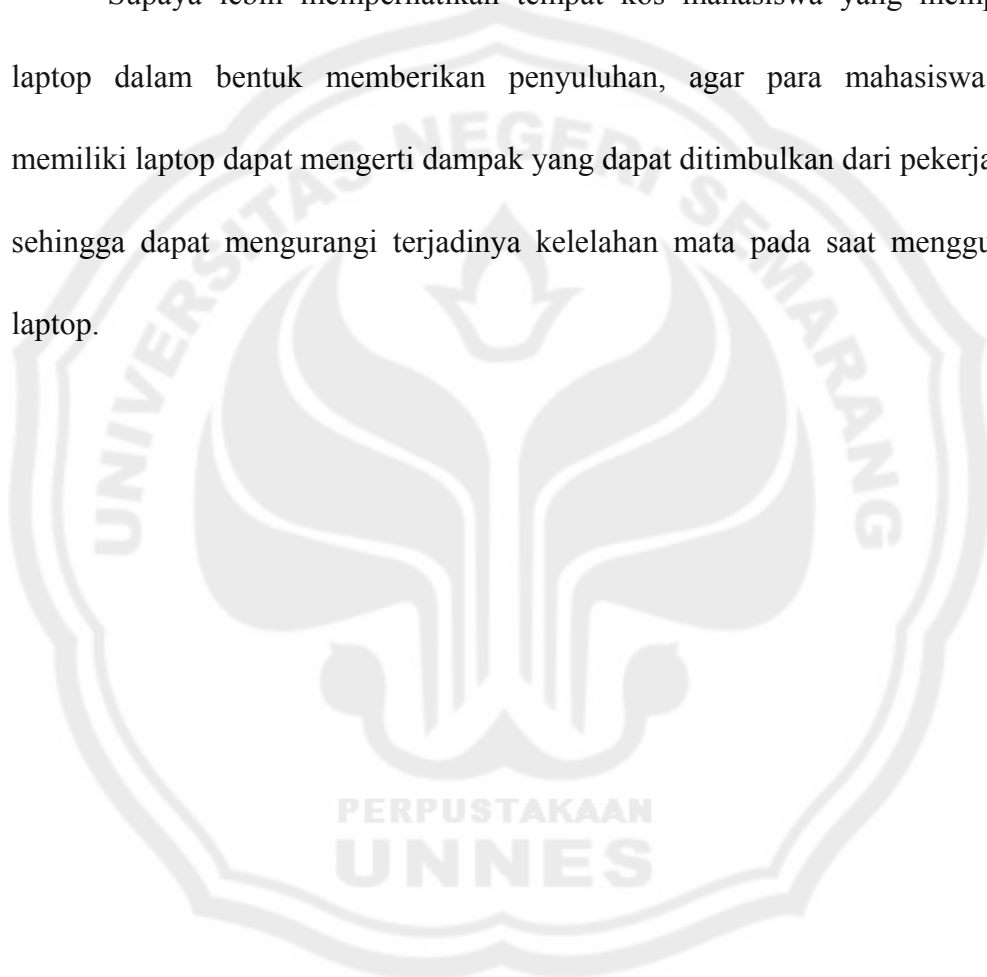 Supaya lebih memperhatikan tempat kos mahasiswa yang
laptop dalam bentuk memberikan penyuluhan, agar para mahasiswa
memiliki laptop dapat mengerti dampak yang dapat ditimbulkan dari
sehingga dapat mengurangi terjadinya kelelahan mata pada saat
laptop.
UNIVERSITAS NEGERI SEMARANG
PERPUSTAKAAN
UNNES